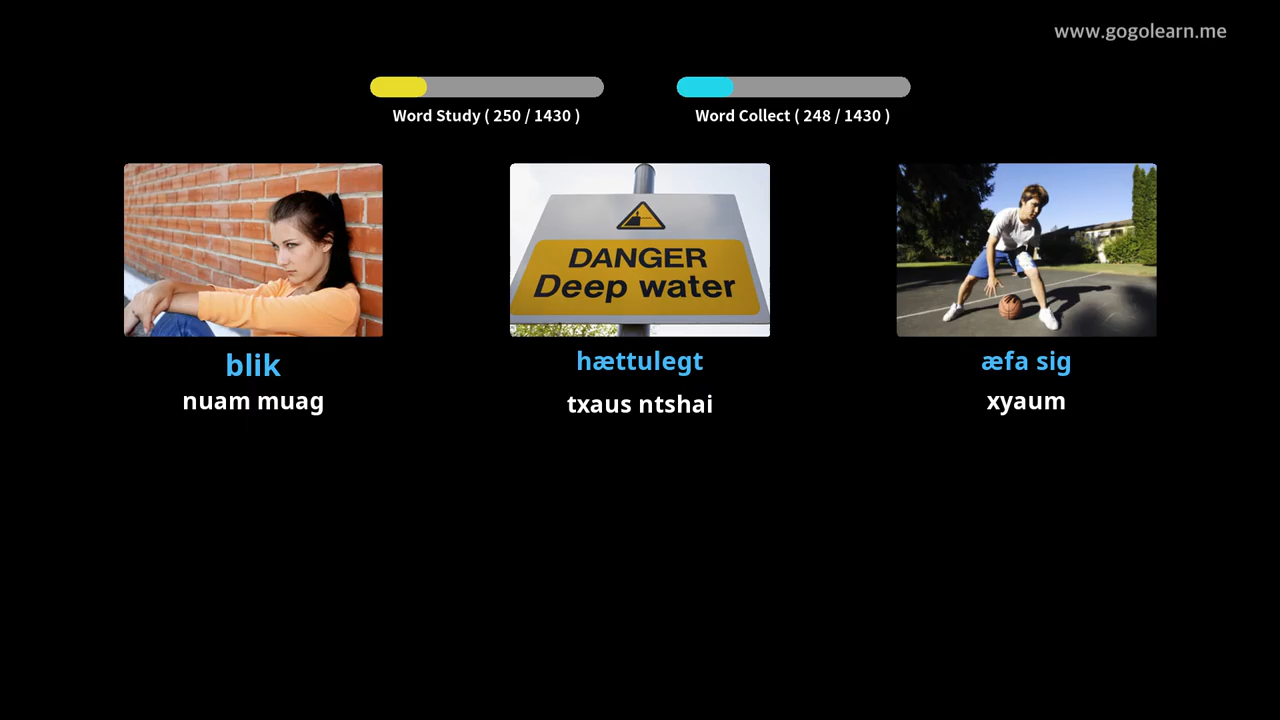 www.gogolearn.me
Word Study ( 250 / 1430 )
Word Collect ( 248 / 1430 )
DANGER
Deep water
blik
nuam muag
hættulegt
txaus ntshai
æfa sig
xyaum